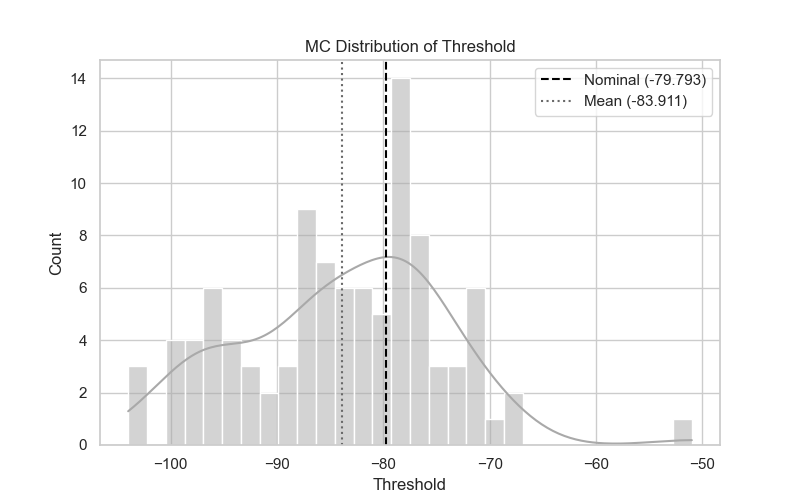 MC Distribution of Threshold
Nominal (-79.793)
Mean (-83.911)
Count
14
12
10
8
6
4
2
0
−100
−90
−80
−70
−60
−50
Threshold